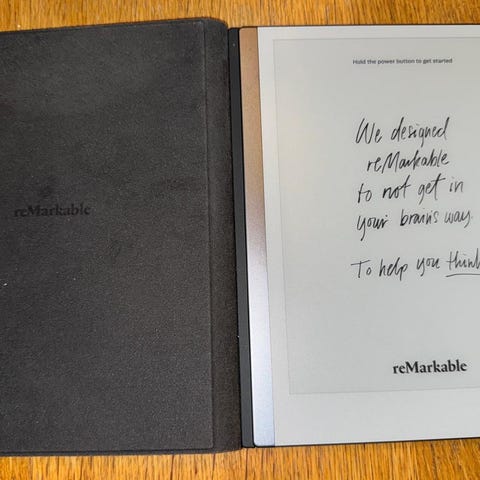 reMarkable
Hold the power button to get started
We designed
reMarkable
to not get in
your brain's way.
To help you think
reMarkable